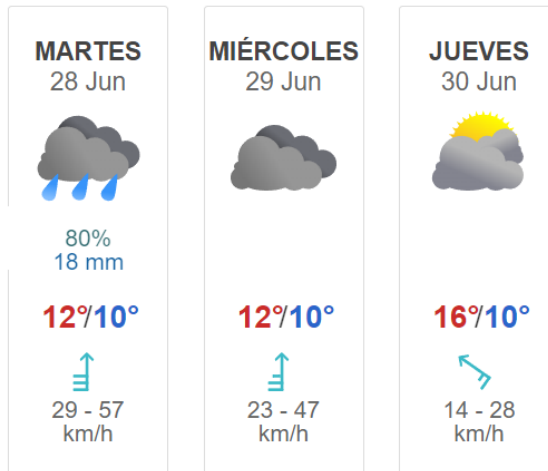 MARTES
28 Jun
80%
18 mm
12°/10°
29 - 57
km/h
MIÉRCOLES
29 Jun
12°/10°
23 - 47
km/h
JUEVES
30 Jun
16°/10°
14 - 28
km/h